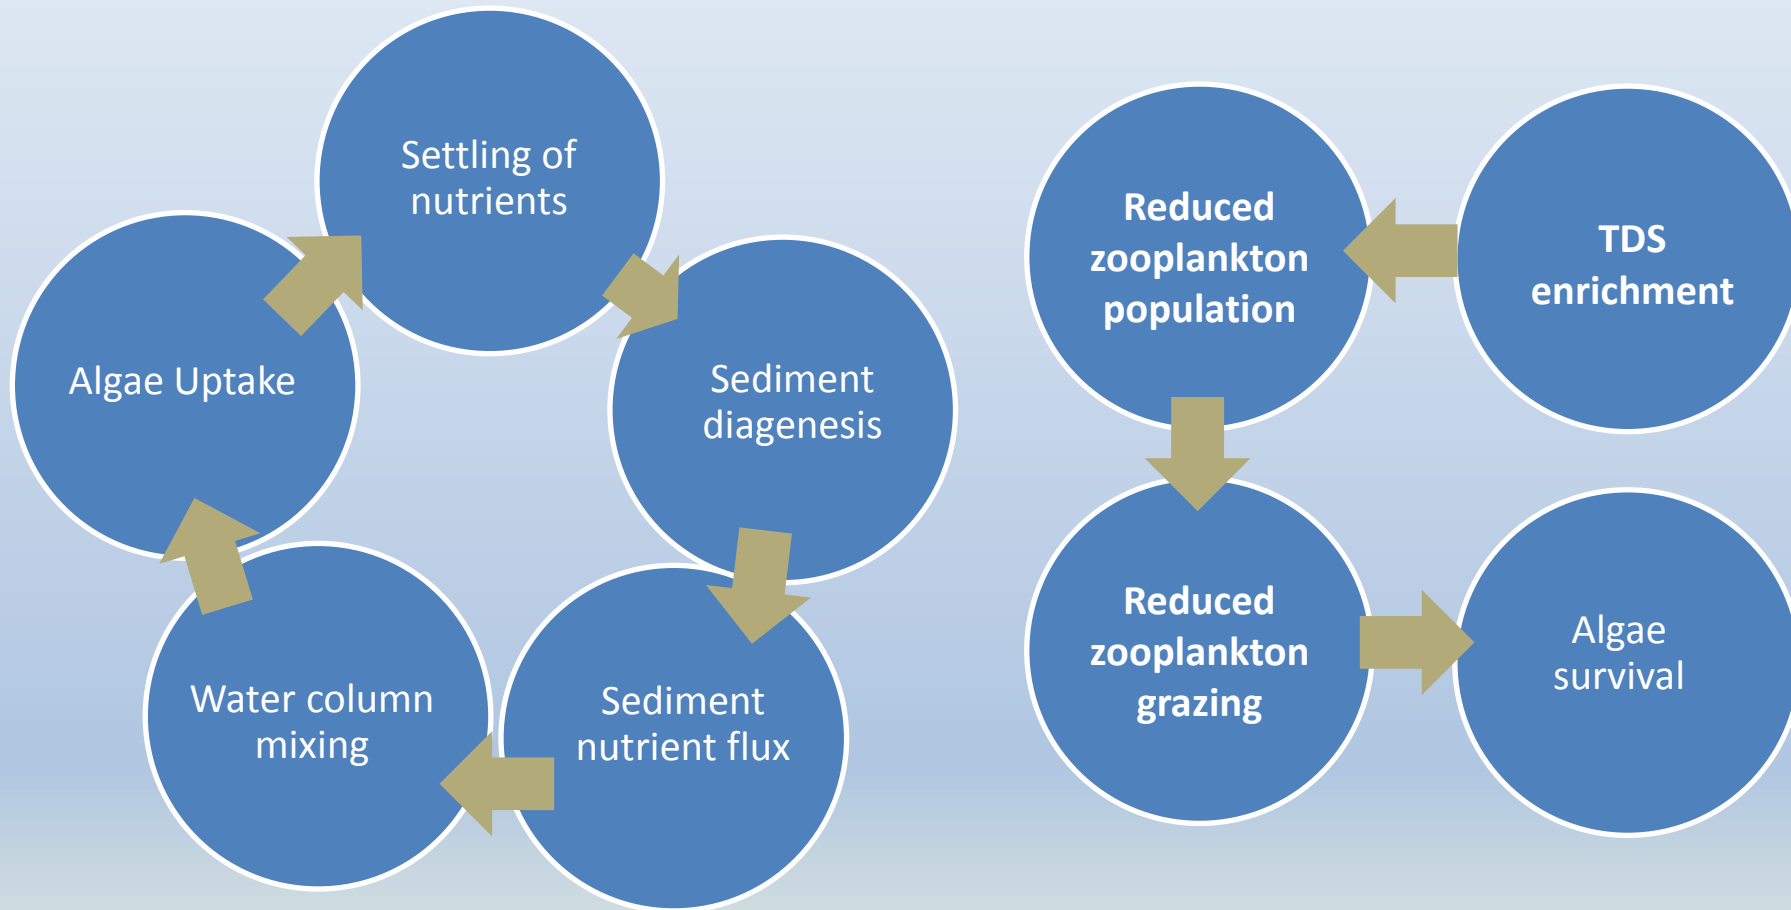 Settling of
nutrients
Sediment
diagenesis
Sediment
nutrient flux
Water column
mixing
Algae Uptake
TDS
enrichment
Reduced
zooplankton
population
Reduced
zooplankton
grazing
Algae
survival